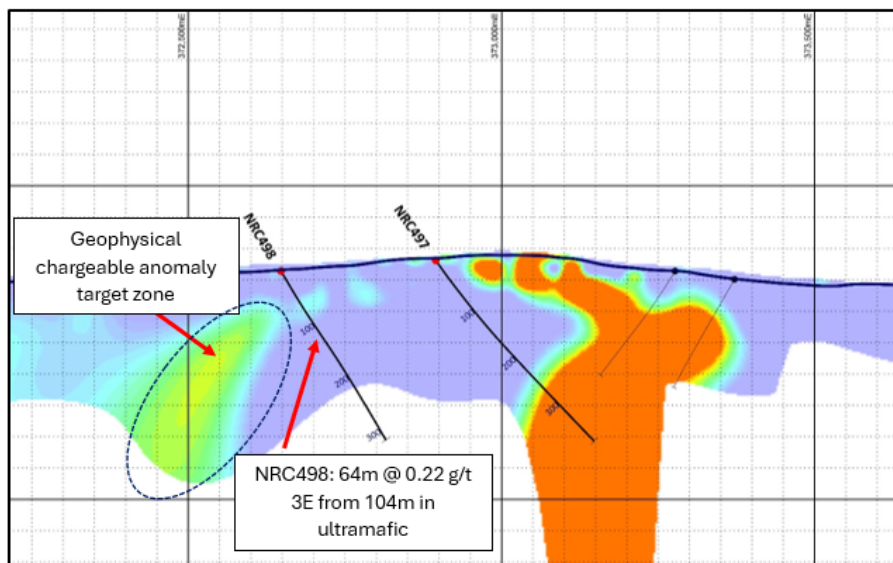 372,500mE
373,000mE
373,500mE
NRC498
NRC497
Geophysical
chargeable anomaly
target zone
100
200
300
100
200
300
NRC498: 64m @ 0.22 g/t
3E from 104m in
ultramafic